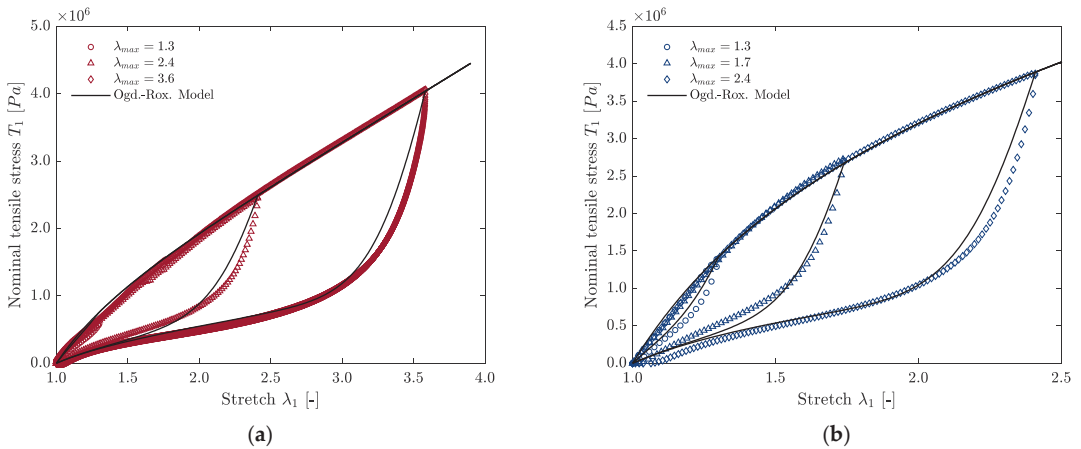 ×10⁶
5.0
4.0
3.0
2.0
1.0
0.0
1.0 1.5 2.0 2.5 3.0 3.5 4.0
Nominal tensile stress T₁ [Pa]
Stretch λ₁ [-]
λmax = 1.3
λmax = 2.4
λmax = 3.6
Ogd.-Rox. Model
(a)
×10⁶
4.5
4.0
3.5
3.0
2.5
2.0
1.5
1.0
0.5
0.0
1.0 1.5 2.0 2.5
Nominal tensile stress T₁ [Pa]
Stretch λ₁ [-]
λmax = 1.3
λmax = 1.7
λmax = 2.4
Ogd.-Rox. Model
(b)